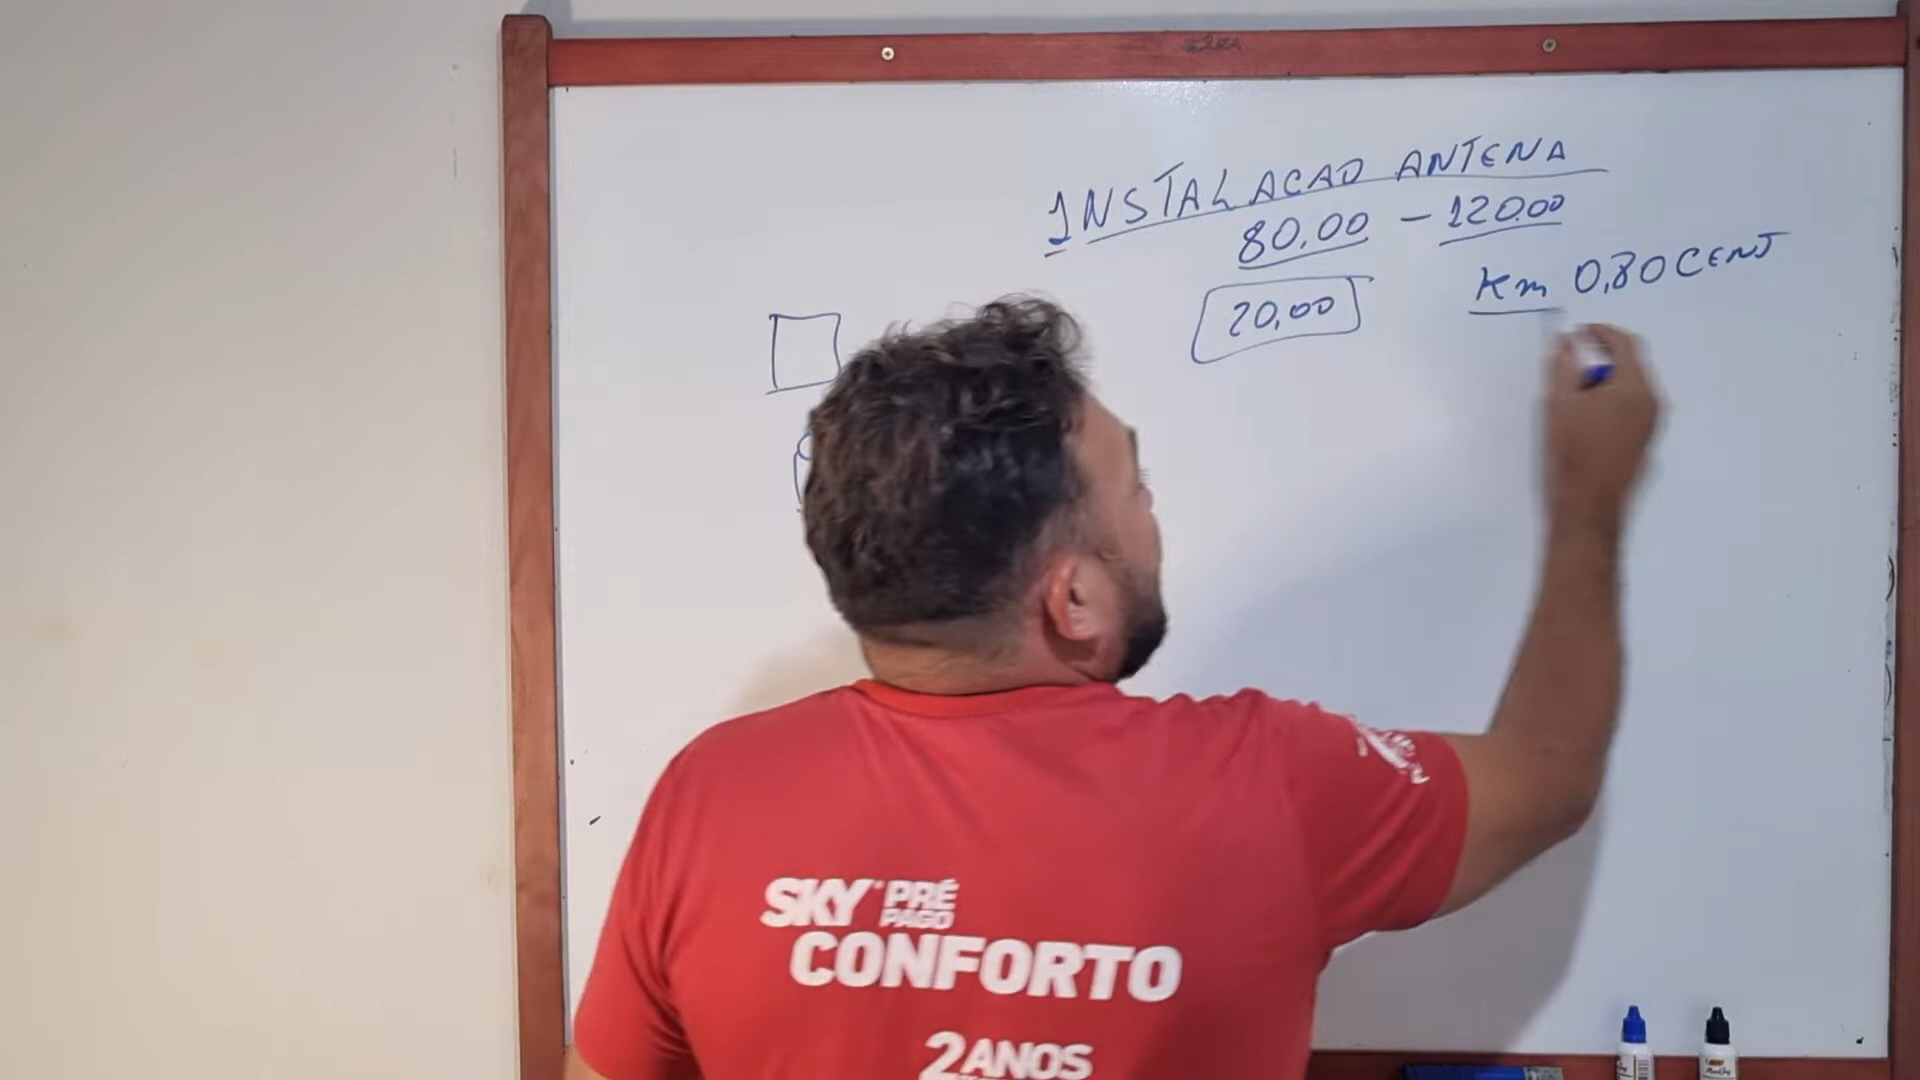 INSTALACAO ANTENA
80,00 - 120.00
20,00
Km 0,80 CENT
SKY PRÉ
PAGO
CONFORTO
2 ANOS